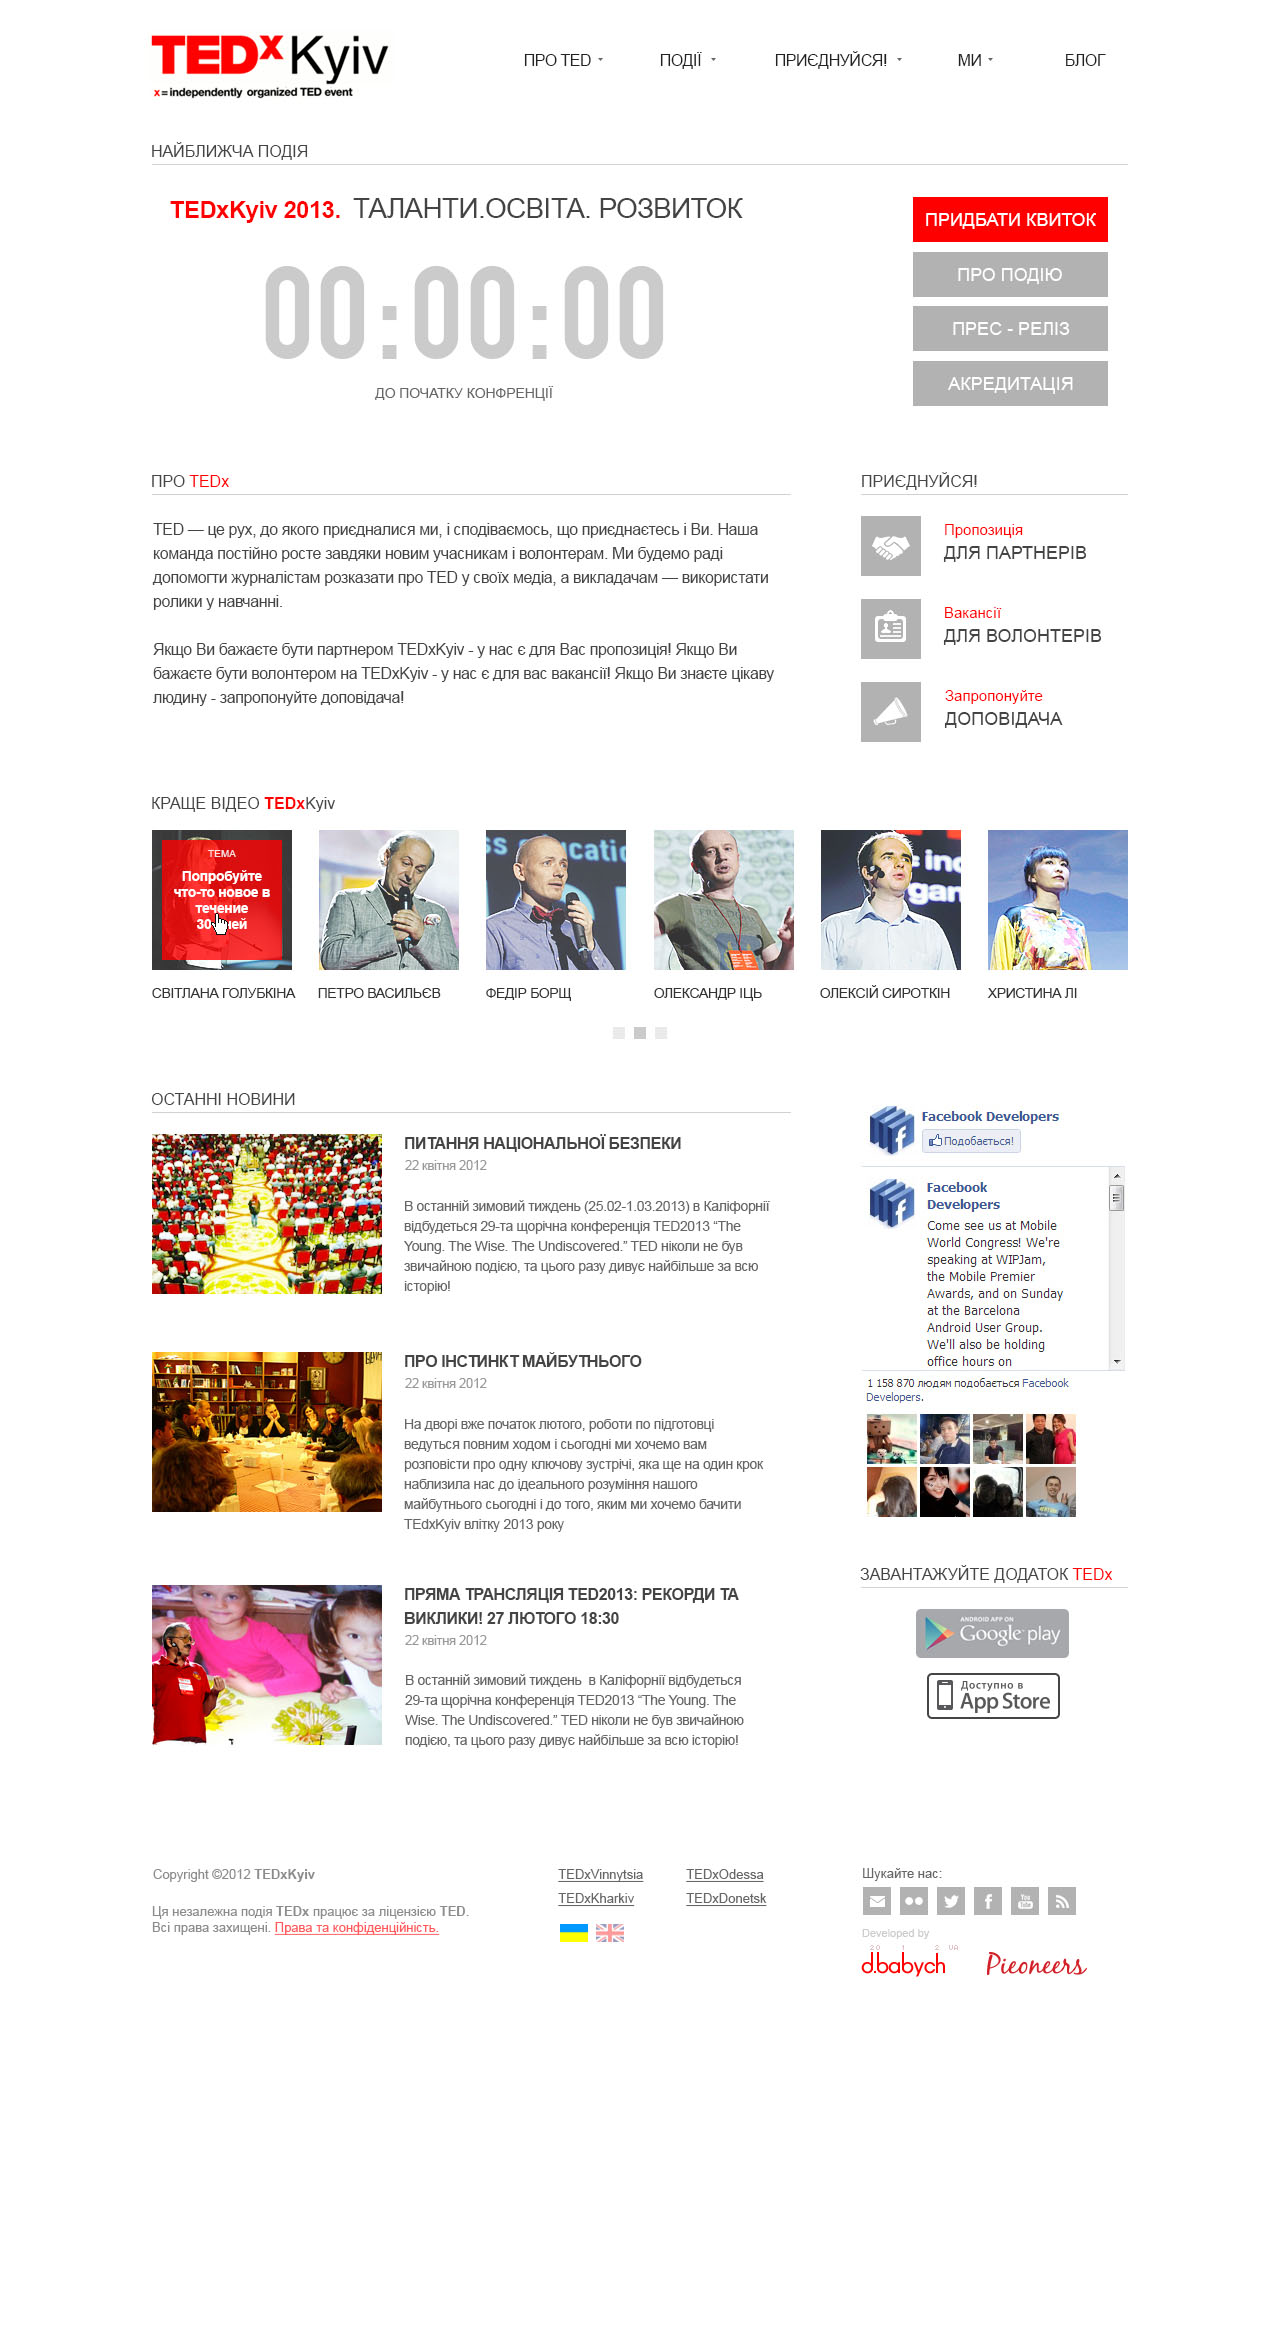 TEDxKyiv
x = independently organized TED event
ПРО TED
ПОДІЇ
ПРИЄДНУЙСЯ!
МИ
БЛОГ
НАЙБЛИЖЧА ПОДІЯ
TEDxKyiv 2013. ТАЛАНТИ.ОСВІТА. РОЗВИТОК
00:00:00
ДО ПОЧАТКУ КОНФРЕНЦІЇ
ПРИДБАТИ КВИТОК
ПРО ПОДІЮ
ПРЕС - РЕЛІЗ
АКРЕДИТАЦІЯ
ПРО TEDx
TED — це рух, до якого приєдналися ми, і сподіваємось, що приєднаєтесь і Ви. Наша
команда постійно росте завдяки новим учасникам і волонтерам. Ми будемо раді
допомогти журналістам розказати про TED у своїх медіа, а викладачам — використати
ролики у навчанні.
Якщо Ви бажаєте бути партнером TEDxKyiv - у нас є для Вас пропозиція! Якщо Ви
бажаєте бути волонтером на TEDxKyiv - у нас є для вас вакансії! Якщо Ви знаєте цікаву
людину - запропонуйте доповідача!
ПРИЄДНУЙСЯ!
Пропозиція
ДЛЯ ПАРТНЕРІВ
Вакансії
ДЛЯ ВОЛОНТЕРІВ
Запропонуйте
ДОПОВІДАЧА
КРАЩЕ ВІДЕО TEDxKyiv
ТЕМА
Попробуйте
что-то новое в
течение
30 дней
СВІТЛАНА ГОЛУБКІНА
ПЕТРО ВАСИЛЬЄВ
ФЕДІР БОРЩ
ОЛЕКСАНДР ІЦЬ
ОЛЕКСІЙ СИРОТКІН
ХРИСТИНА ЛІ
ОСТАННІ НОВИНИ
ПИТАННЯ НАЦІОНАЛЬНОЇ БЕЗПЕКИ
22 квітня 2012
В останній зимовий тиждень (25.02-1.03.2013) в Каліфорнії
відбудеться 29-та щорічна конференція TED2013 “The
Young. The Wise. The Undiscovered.” TED ніколи не був
звичайною подією, та цього разу дивує найбільше за всю
історію!
ПРО ІНСТИНКТ МАЙБУТНЬОГО
22 квітня 2012
На дворі вже початок лютого, роботи по підготовці
ведуться повним ходом і сьогодні ми хочемо вам
розповісти про одну ключову зустрічі, яка ще на один крок
наблизила нас до ідеального розуміння нашого
майбутнього сьогодні і до того, яким ми хочемо бачити
TEdxKyiv влітку 2013 року
ПРЯМА ТРАНСЛЯЦІЯ TED2013: РЕКОРДИ ТА
ВИКЛИКИ! 27 ЛЮТОГО 18:30
22 квітня 2012
В останній зимовий тиждень в Каліфорнії відбудеться
29-та щорічна конференція TED2013 “The Young. The
Wise. The Undiscovered.” TED ніколи не був звичайною
подією, та цього разу дивує найбільше за всю історію!
Facebook Developers
Подобається!
Facebook
Developers
Come see us at Mobile
World Congress! We're
speaking at WIPJam,
the Mobile Premier
Awards, and on Sunday
at the Barcelona
Android User Group.
We'll also be holding
office hours on
1 158 870 людям подобається Facebook
Developers.
ЗАВАНТАЖУЙТЕ ДОДАТОК TEDx
ANDROID APP ON
Google play
Доступно в
App Store
Copyright ©2012 TEDxKyiv
Ця незалежна подія TEDx працює за ліцензією TED.
Всі права захищені. Права та конфіденційність.
TEDxVinnytsia
TEDxOdessa
TEDxKharkiv
TEDxDonetsk
Шукайте нас:
You
Tube
Developed by
20 1 2 UA
d.babych
Pieoneers